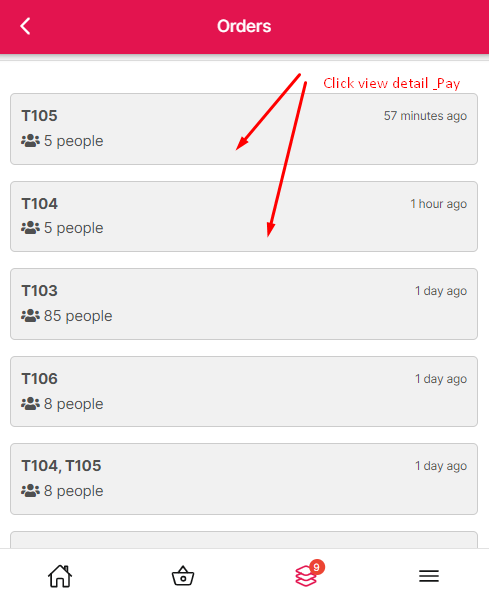 Orders
Click view detail _Pay
T105
57 minutes ago
5 people
T104
1 hour ago
5 people
T103
1 day ago
85 people
T106
1 day ago
8 people
T104, T105
1 day ago
8 people
9